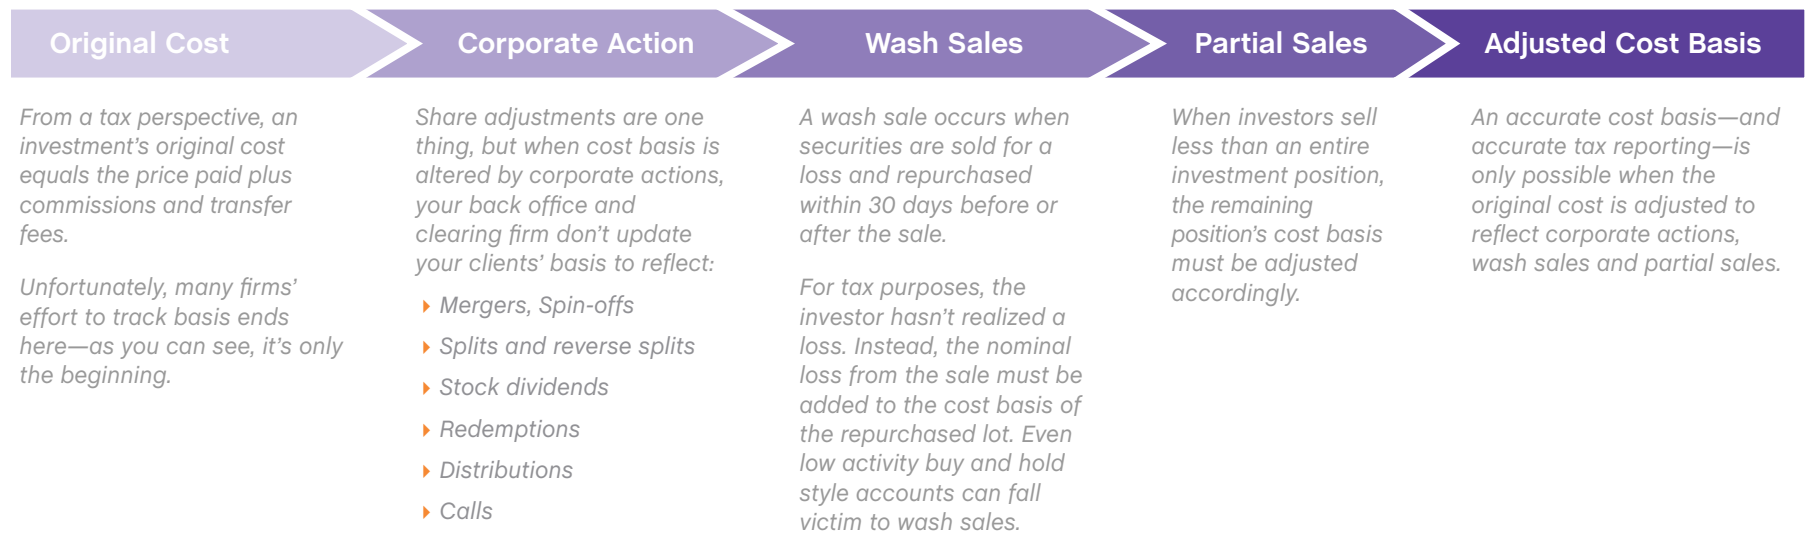 Original Cost
From a tax perspective, an
investment's original cost
equals the price paid plus
commissions and transfer
fees.
Unfortunately, many firms'
effort to track basis ends
here—as you can see, it's only
the beginning.
Corporate Action
Share adjustments are one
thing, but when cost basis is
altered by corporate actions,
your back office and
clearing firm don't update
your clients' basis to reflect:
Mergers, Spin-offs
Splits and reverse splits
Stock dividends
Redemptions
Distributions
Calls
Wash Sales
A wash sale occurs when
securities are sold for a
loss and repurchased
within 30 days before or
after the sale.
For tax purposes, the
investor hasn't realized a
loss. Instead, the nominal
loss from the sale must be
added to the cost basis of
the repurchased lot. Even
low activity buy and hold
style accounts can fall
victim to wash sales.
Partial Sales
When investors sell
less than an entire
investment position,
the remaining
position's cost basis
must be adjusted
accordingly.
Adjusted Cost Basis
An accurate cost basis—and
accurate tax reporting—is
only possible when the
original cost is adjusted to
reflect corporate actions,
wash sales and partial sales.